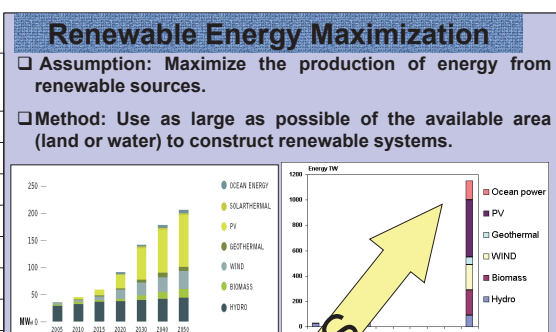 Renewable Energy Maximization
❑ Assumption: Maximize the production of energy from
renewable sources.
❑ Method: Use as large as possible of the available area
(land or water) to construct renewable systems.
250
200
150
100
50
MW 0
2005 2010 2015 2020 2030 2040 2050
OCEAN ENERGY
SOLARTHERMAL
PV
GEOTHERMAL
WIND
BIOMASS
HYDRO
Energy TW
1200
1000
800
600
400
200
0
Ocean power
PV
Geothermal
WIND
Biomass
Hydro
S